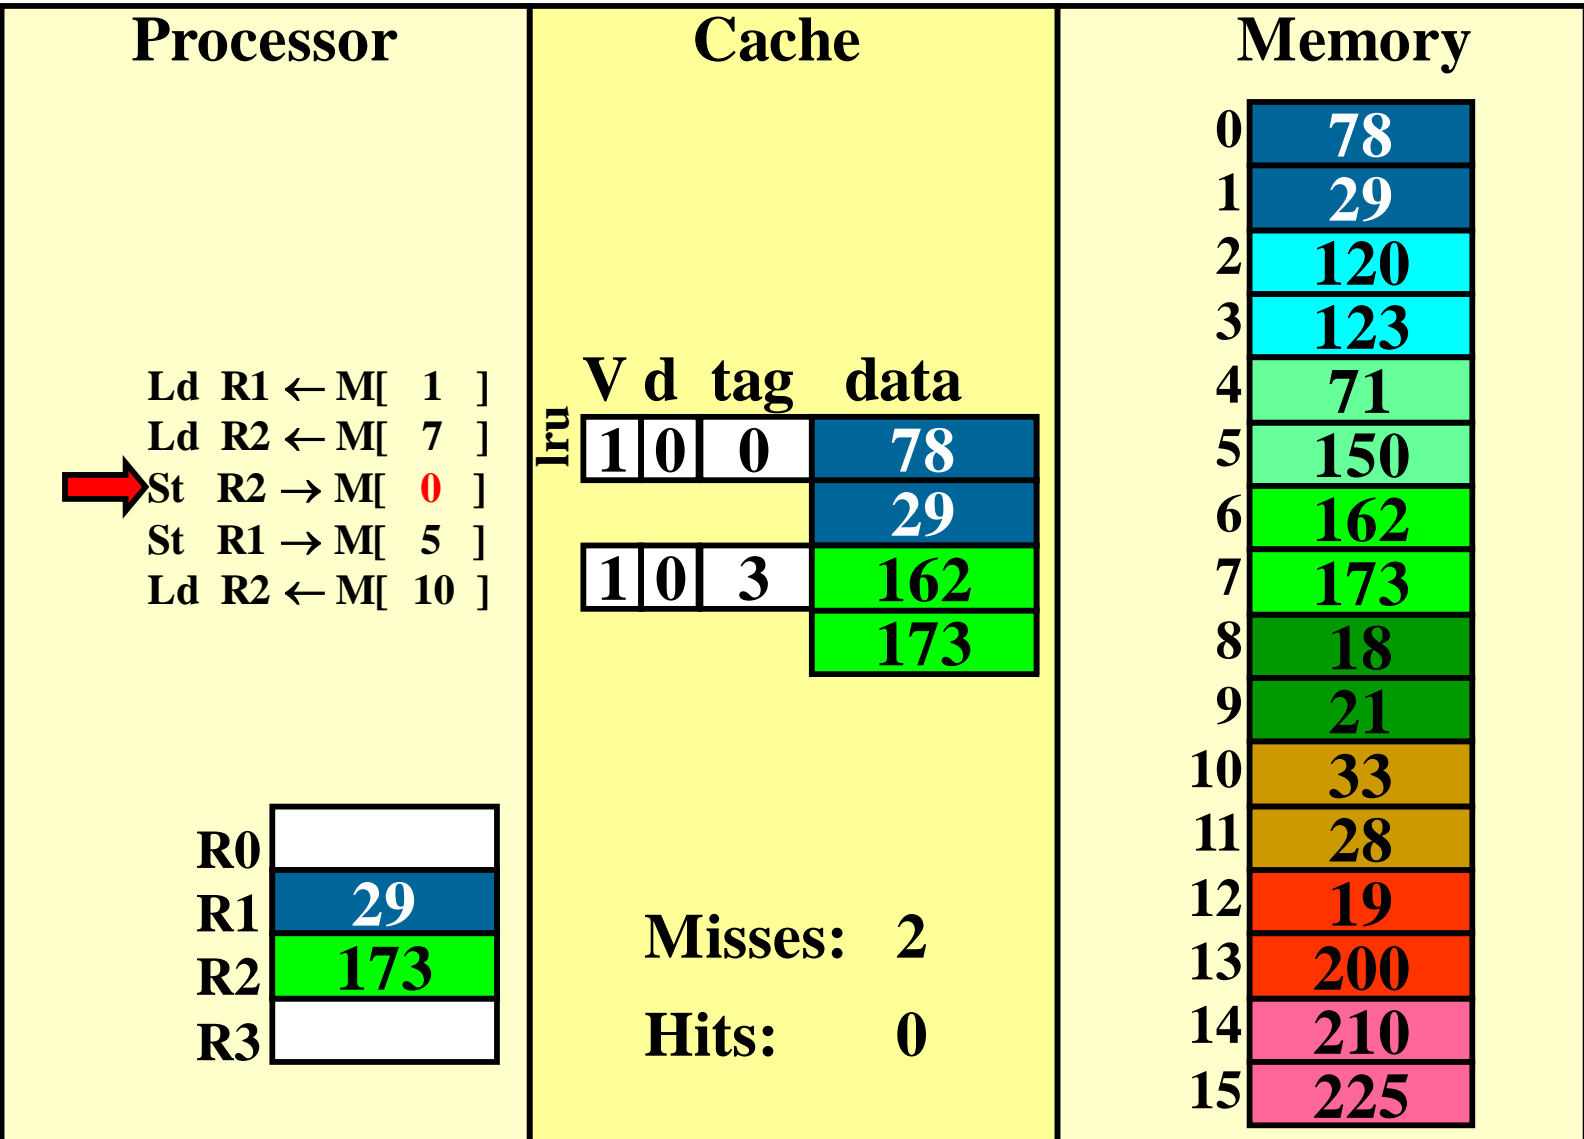 Processor
Cache
Memory
Ld R1 ← M[ 1 ]
Ld R2 ← M[ 7 ]
St R2 → M[ 0 ]
St R1 → M[ 5 ]
Ld R2 ← M[ 10 ]
R0
R1 29
R2 173
R3
V d tag data
lru
1 0 0 78
29
1 0 3 162
173
Misses: 2
Hits: 0
0 78
1 29
2 120
3 123
4 71
5 150
6 162
7 173
8 18
9 21
10 33
11 28
12 19
13 200
14 210
15 225